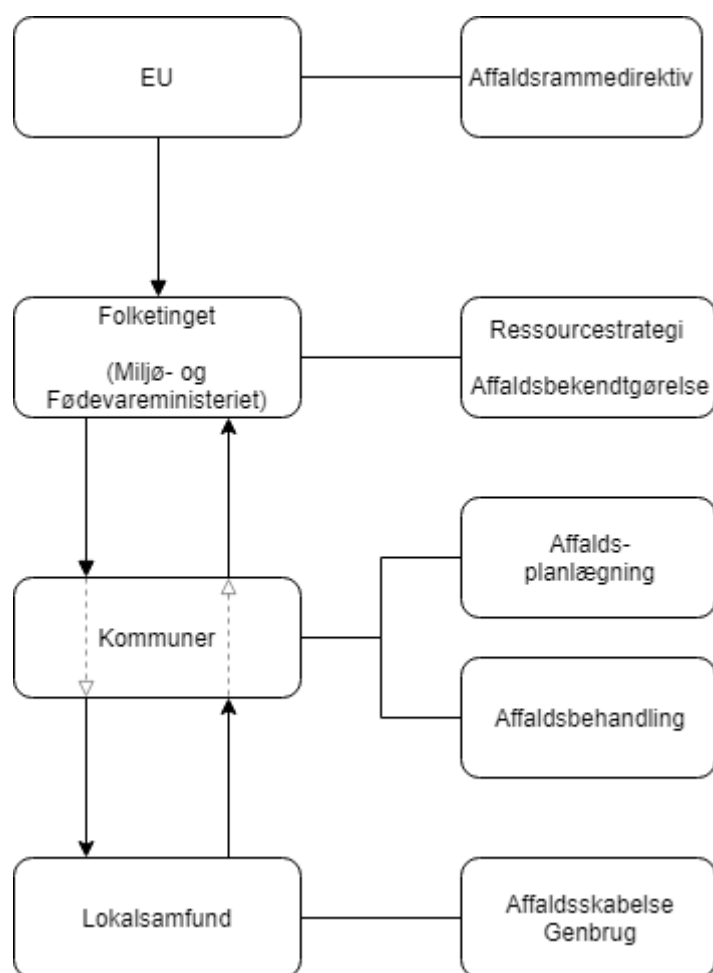 EU
Affaldsrammedirektiv
Folketinget
(Miljø- og
Fødevareministeriet)
Ressourcestrategi
Affaldsbekendtgørelse
Affalds-
planlægning
Kommuner
Affaldsbehandling
Lokalsamfund
Affaldsskabelse
Genbrug